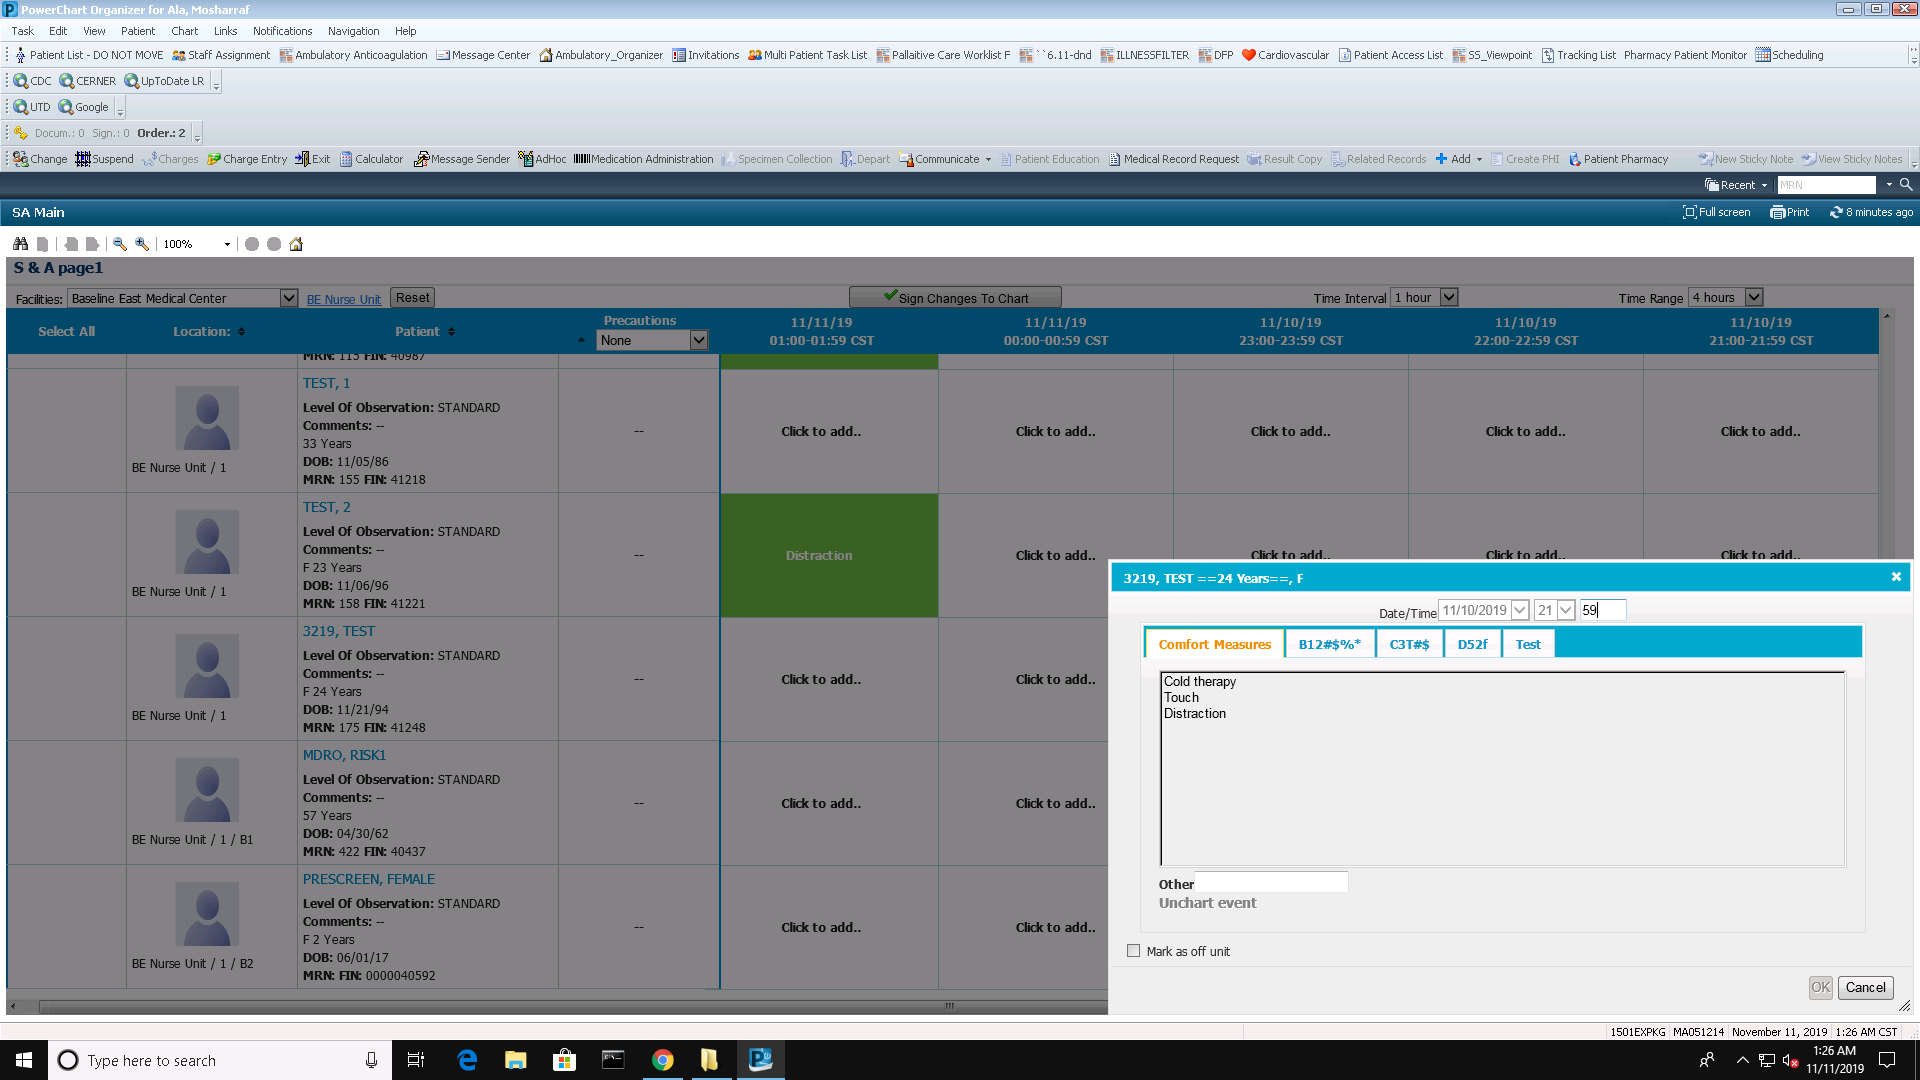 PowerChart Organizer for Ala, Mosharraf
Task Edit View Patient Chart Links Notifications Navigation Help
Patient List - DO NOT MOVE Staff Assignment Ambulatory Anticoagulation Message Center Ambulatory_Organizer Invitations Multi Patient Task List Pallaitive Care Worklist F ``6.11-dnd ILLNESSFILTER DFP Cardiovascular Patient Access List SS_Viewpoint Tracking List Pharmacy Patient Monitor Scheduling
CDC CERNER UpToDate LR
UTD Google
Docum.: 0 Sign.: 0 Order.: 2
Change Suspend Charges Charge Entry Exit Calculator Message Sender AdHoc Medication Administration Specimen Collection Depart Communicate Patient Education Medical Record Request Result Copy Related Records Add Create PHI Patient Pharmacy New Sticky Note View Sticky Notes
Recent MRN
SA Main Full screen Print 8 minutes ago
100%
S & A page1
Facilities: Baseline East Medical Center BE Nurse Unit Reset Sign Changes To Chart Time Interval 1 hour Time Range 4 hours
Select All Location: Patient Precautions None
11/11/19 01:00-01:59 CST
11/11/19 00:00-00:59 CST
11/10/19 23:00-23:59 CST
11/10/19 22:00-22:59 CST
11/10/19 21:00-21:59 CST
MRN: 115 FIN: 40987
TEST, 1
Level Of Observation: STANDARD
Comments: --
33 Years
DOB: 11/05/86
MRN: 155 FIN: 41218
BE Nurse Unit / 1
-- Click to add.. Click to add.. Click to add.. Click to add.. Click to add..
TEST, 2
Level Of Observation: STANDARD
Comments: --
F 23 Years
DOB: 11/06/96
MRN: 158 FIN: 41221
BE Nurse Unit / 1
-- Distraction Click to add.. Click to add.. Click to add.. Click to add..
3219, TEST
Level Of Observation: STANDARD
Comments: --
F 24 Years
DOB: 11/21/94
MRN: 175 FIN: 41248
BE Nurse Unit / 1
-- Click to add.. Click to add..
MDRO, RISK1
Level Of Observation: STANDARD
Comments: --
57 Years
DOB: 04/30/62
MRN: 422 FIN: 40437
BE Nurse Unit / 1 / B1
-- Click to add.. Click to add..
PRESCREEN, FEMALE
Level Of Observation: STANDARD
Comments: --
F 2 Years
DOB: 06/01/17
MRN: FIN: 0000040592
BE Nurse Unit / 1 / B2
-- Click to add.. Click to add..
3219, TEST ==24 Years==, F
Date/Time 11/10/2019 21 59
Comfort Measures B12#$%* C3T#$ D52f Test
Cold therapy
Touch
Distraction
Other
Unchart event
Mark as off unit
OK Cancel
1501EXPKG MA051214 November 11, 2019 1:26 AM CST
Type here to search
1:26 AM
11/11/2019